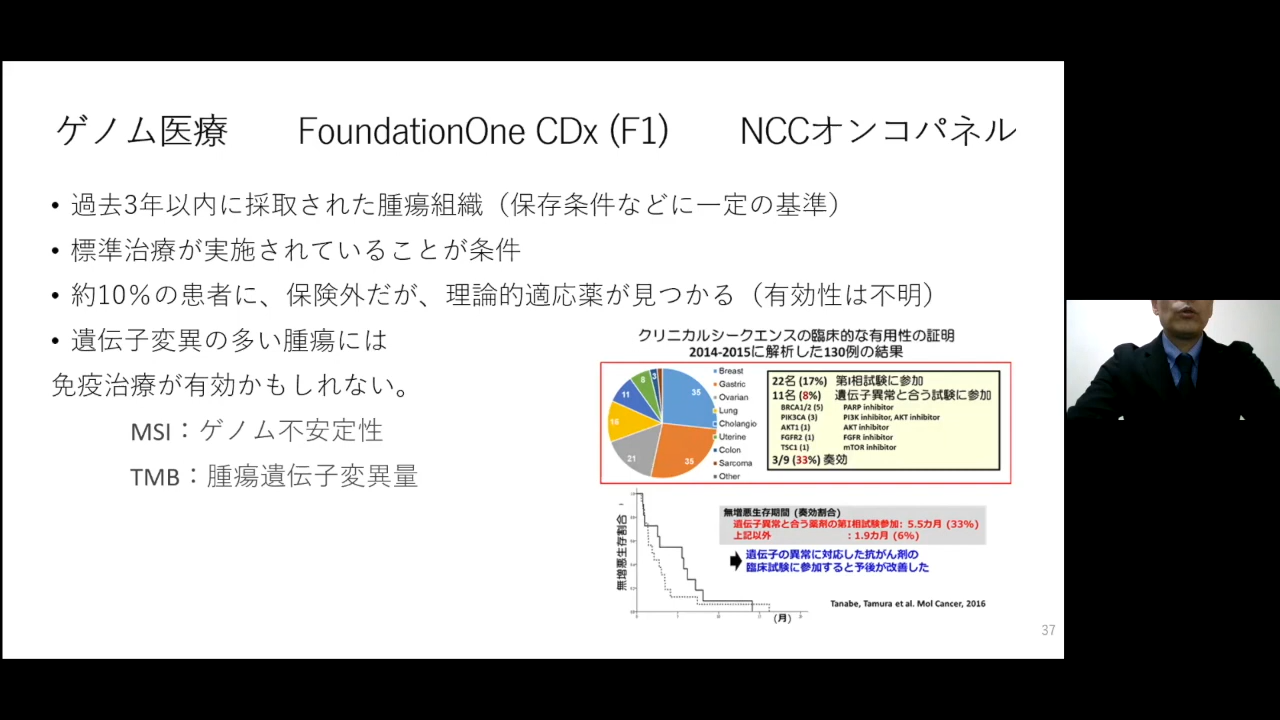 ゲノム医療 FoundationOne CDx (F1) NCCオンコパネル
• 過去3年以内に採取された腫瘍組織（保存条件などに一定の基準）
• 標準治療が実施されていることが条件
• 約10％の患者に、保険外だが、理論的適応薬が見つかる（有効性は不明）
• 遺伝子変異の多い腫瘍には
免疫治療が有効かもしれない。
MSI：ゲノム不安定性
TMB：腫瘍遺伝子変異量
クリニカルシークエンスの臨床的な有用性の証明
2014-2015に解析した130例の結果
35
35
21
16
11
8
3
Breast
Gastric
Ovarian
Lung
Cholangio
Uterine
Colon
Sarcoma
Other
22名 (17%) 第I相試験に参加
11名 (8%) 遺伝子異常と合う試験に参加
BRCA1/2 (5) PARP inhibitor
PIK3CA (3) PI3K inhibitor, AKT inhibitor
AKT1 (1) AKT inhibitor
FGFR2 (1) FGFR inhibitor
TSC1 (1) mTOR inhibitor
3/9 (33%) 奏効
無増悪生存割合
無増悪生存期間 (奏効割合)
遺伝子異常と合う薬剤の第I相試験参加: 5.5カ月 (33%)
上記以外 : 1.9カ月 (6%)
遺伝子の異常に対応した抗がん剤の
臨床試験に参加すると予後が改善した
Tanabe, Tamura et al. Mol Cancer, 2016
(月)
37